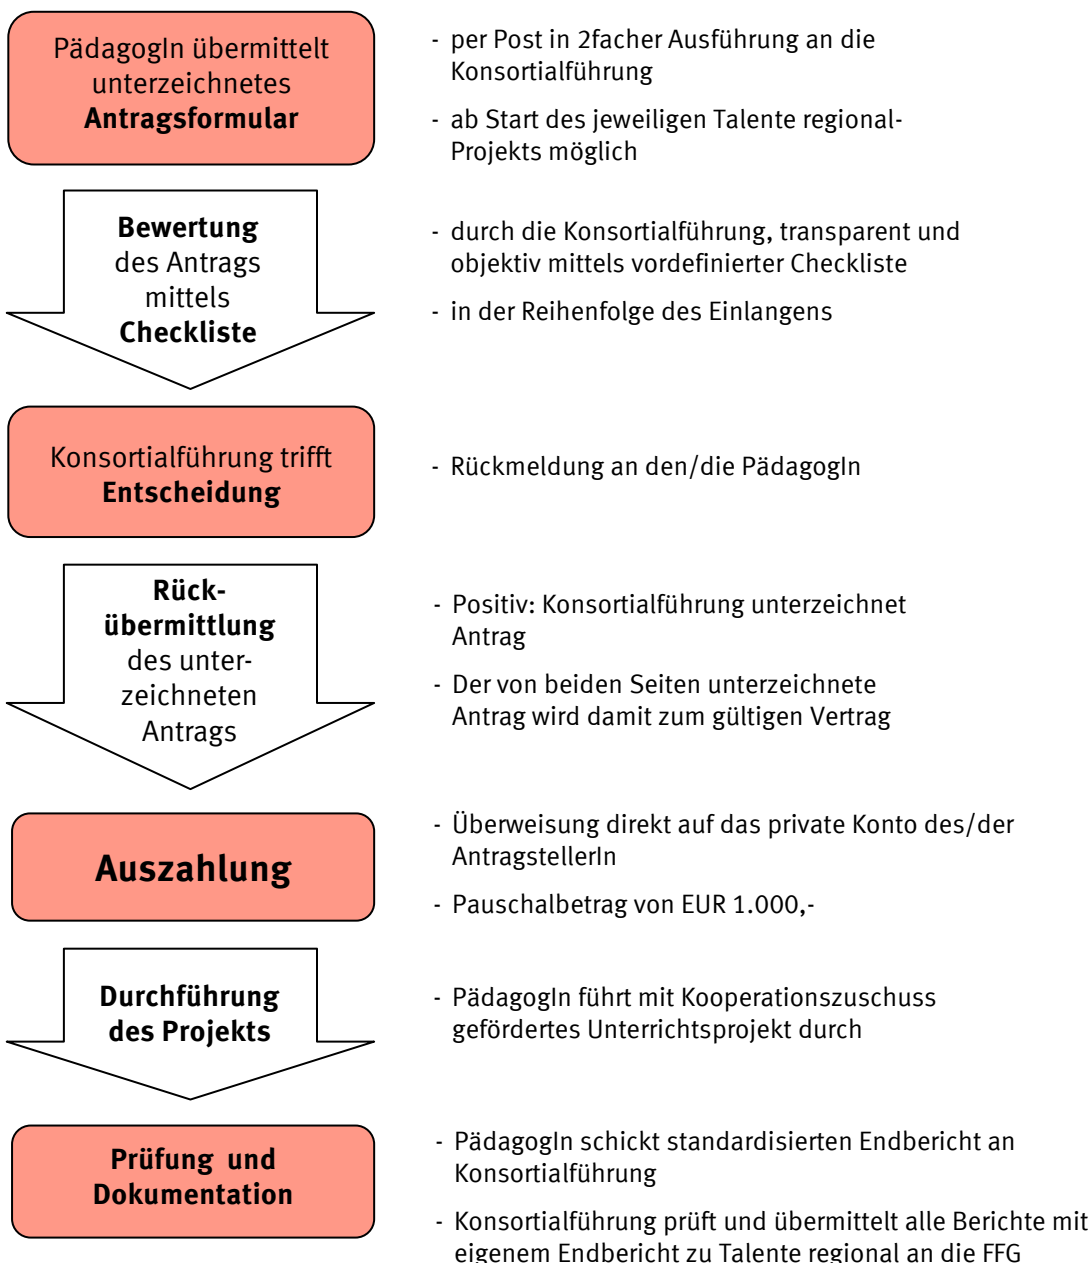 PädagogIn übermittelt
unterzeichnetes
Antragsformular
- per Post in 2facher Ausführung an die
Konsortialführung
- ab Start des jeweiligen Talente regional-
Projekts möglich
Bewertung
des Antrags
mittels
Checkliste
- durch die Konsortialführung, transparent und
objektiv mittels vordefinierter Checkliste
- in der Reihenfolge des Einlangens
Konsortialführung trifft
Entscheidung
- Rückmeldung an den/die PädagogIn
Rück-
übermittlung
des unter-
zeichneten
Antrags
- Positiv: Konsortialführung unterzeichnet
Antrag
- Der von beiden Seiten unterzeichnete
Antrag wird damit zum gültigen Vertrag
Auszahlung
- Überweisung direkt auf das private Konto des/der
AntragstellerIn
- Pauschalbetrag von EUR 1.000,-
Durchführung
des Projekts
- PädagogIn führt mit Kooperationszuschuss
gefördertes Unterrichtsprojekt durch
Prüfung und
Dokumentation
- PädagogIn schickt standardisierten Endbericht an
Konsortialführung
- Konsortialführung prüft und übermittelt alle Berichte mit
eigenem Endbericht zu Talente regional an die FFG